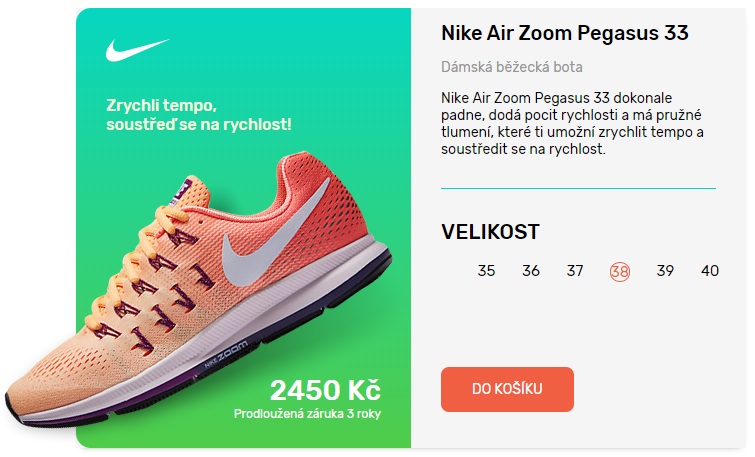 Zrychli tempo,
soustřeď se na rychlost!
NIKE ZOOM
2450 Kč
Prodloužená záruka 3 roky
Nike Air Zoom Pegasus 33
Dámská běžecká bota
Nike Air Zoom Pegasus 33 dokonale
padne, dodá pocit rychlosti a má pružné
tlumení, které ti umožní zrychlit tempo a
soustředit se na rychlost.
VELIKOST
35 36 37 38 39 40
DO KOŠÍKU